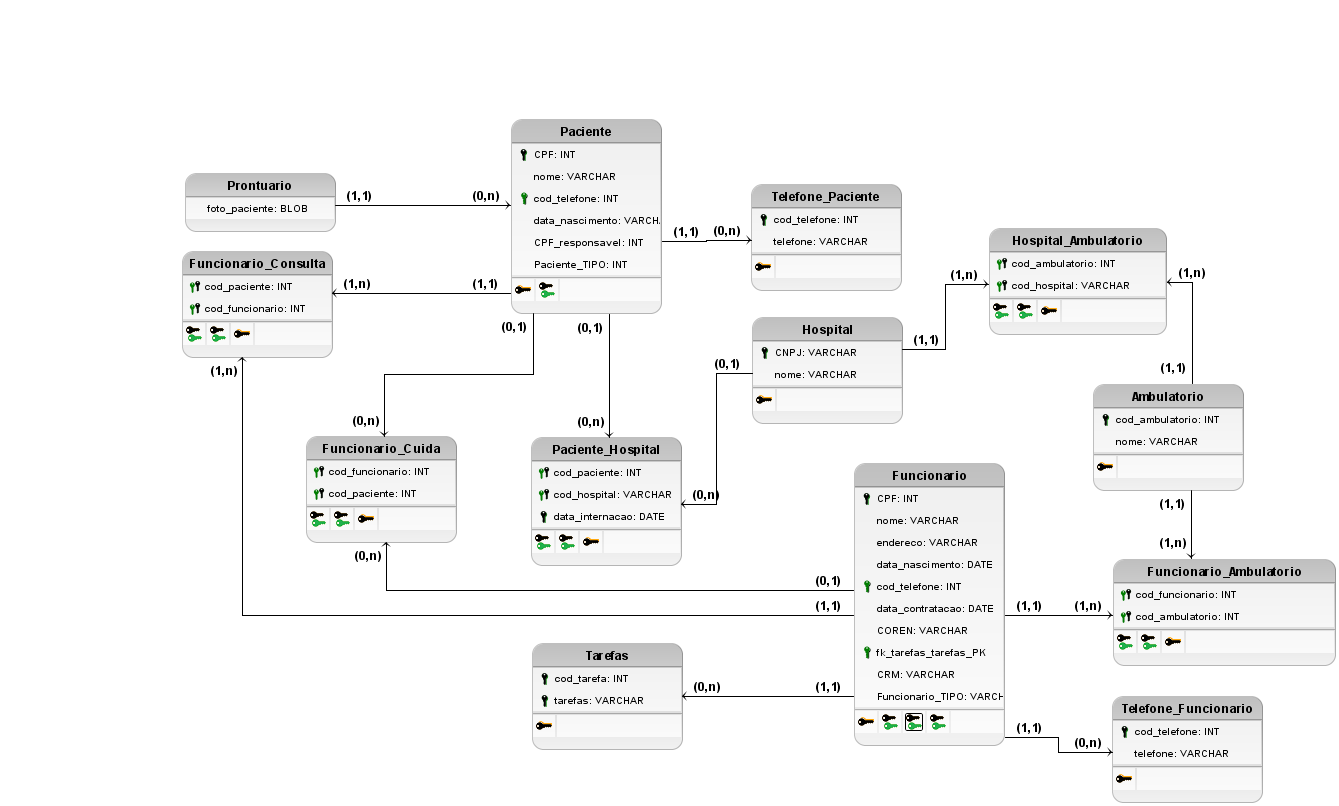 Paciente
CPF: INT
nome: VARCHAR
cod_telefone: INT
data_nascimento: VARCH
CPF_responsavel: INT
Paciente_TIPO: INT
Prontuario
foto_paciente: BLOB
(1,1)
(0,n)
Telefone_Paciente
cod_telefone: INT
telefone: VARCHAR
(1,1)
(0,n)
Funcionario_Consulta
cod_paciente: INT
cod_funcionario: INT
(1,n)
(1,1)
(1,n)
Hospital_Ambulatorio
cod_ambulatorio: INT
cod_hospital: VARCHAR
(1,n)
(1,n)
Hospital
CNPJ: VARCHAR
nome: VARCHAR
(1,1)
(0,1)
(0,1)
(0,1)
(1,1)
Ambulatorio
cod_ambulatorio: INT
nome: VARCHAR
(0,n)
(0,n)
Funcionario_Cuida
cod_funcionario: INT
cod_paciente: INT
(0,n)
Paciente_Hospital
cod_paciente: INT
cod_hospital: VARCHAR
data_internacao: DATE
(0,n)
Funcionario
CPF: INT
nome: VARCHAR
endereco: VARCHAR
data_nascimento: DATE
cod_telefone: INT
data_contratacao: DATE
COREN: VARCHAR
fk_tarefas_tarefas_PK
CRM: VARCHAR
Funcionario_TIPO: VARCH
(0,1)
(1,1)
(1,1)
(1,n)
(1,1)
(1,n)
Funcionario_Ambulatorio
cod_funcionario: INT
cod_ambulatorio: INT
Tarefas
cod_tarefa: INT
tarefas: VARCHAR
(0,n)
(1,1)
(1,1)
(0,n)
Telefone_Funcionario
cod_telefone: INT
telefone: VARCHAR